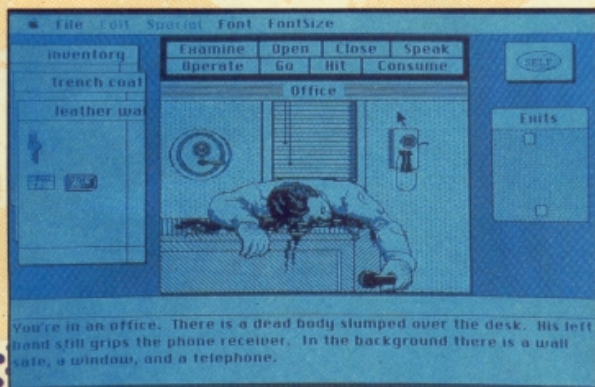 File Edit Special Font FontSize
inventory
trench coat
leather wal
Examine Open Close Speak
Operate Go Hit Consume
Office
SELF
Exits
You're in an office. There is a dead body slumped over the desk. His left
hand still grips the phone receiver. In the background there is a wall
safe, a window, and a telephone.